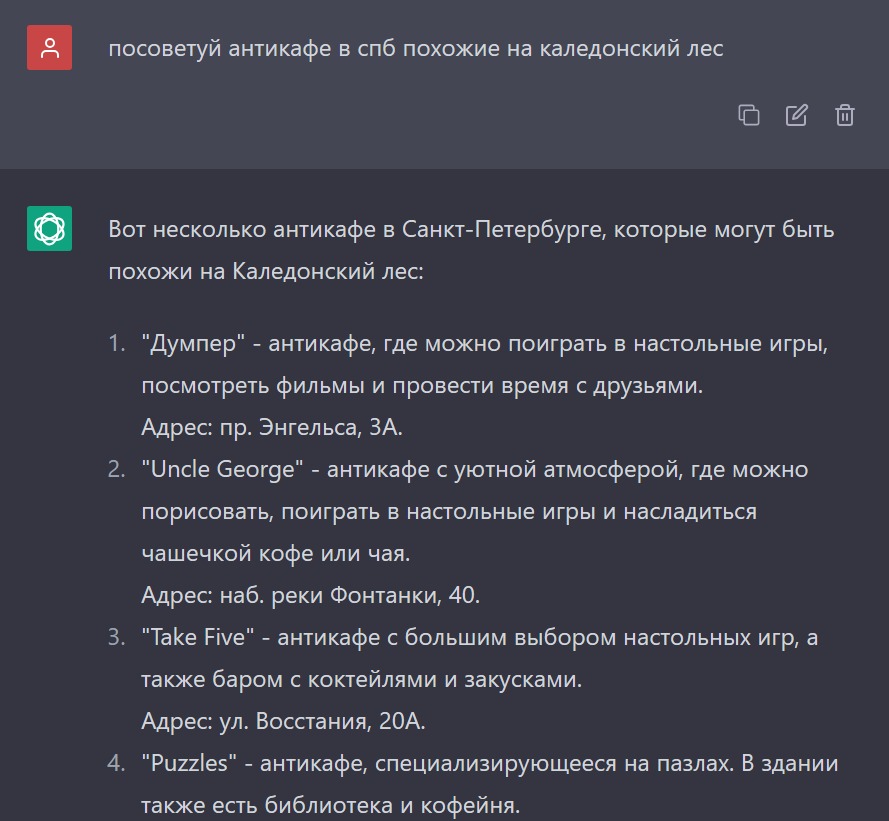 посоветуй антикафе в спб похожие на каледонский лес
Вот несколько антикафе в Санкт-Петербурге, которые могут быть
похожи на Каледонский лес:
1. "Думпер" - антикафе, где можно поиграть в настольные игры,
посмотреть фильмы и провести время с друзьями.
Адрес: пр. Энгельса, 3А.
2. "Uncle George" - антикафе с уютной атмосферой, где можно
порисовать, поиграть в настольные игры и насладиться
чашечкой кофе или чая.
Адрес: наб. реки Фонтанки, 40.
3. "Take Five" - антикафе с большим выбором настольных игр, а
также баром с коктейлями и закусками.
Адрес: ул. Восстания, 20А.
4. "Puzzles" - антикафе, специализирующееся на пазлах. В здании
также есть библиотека и кофейня.